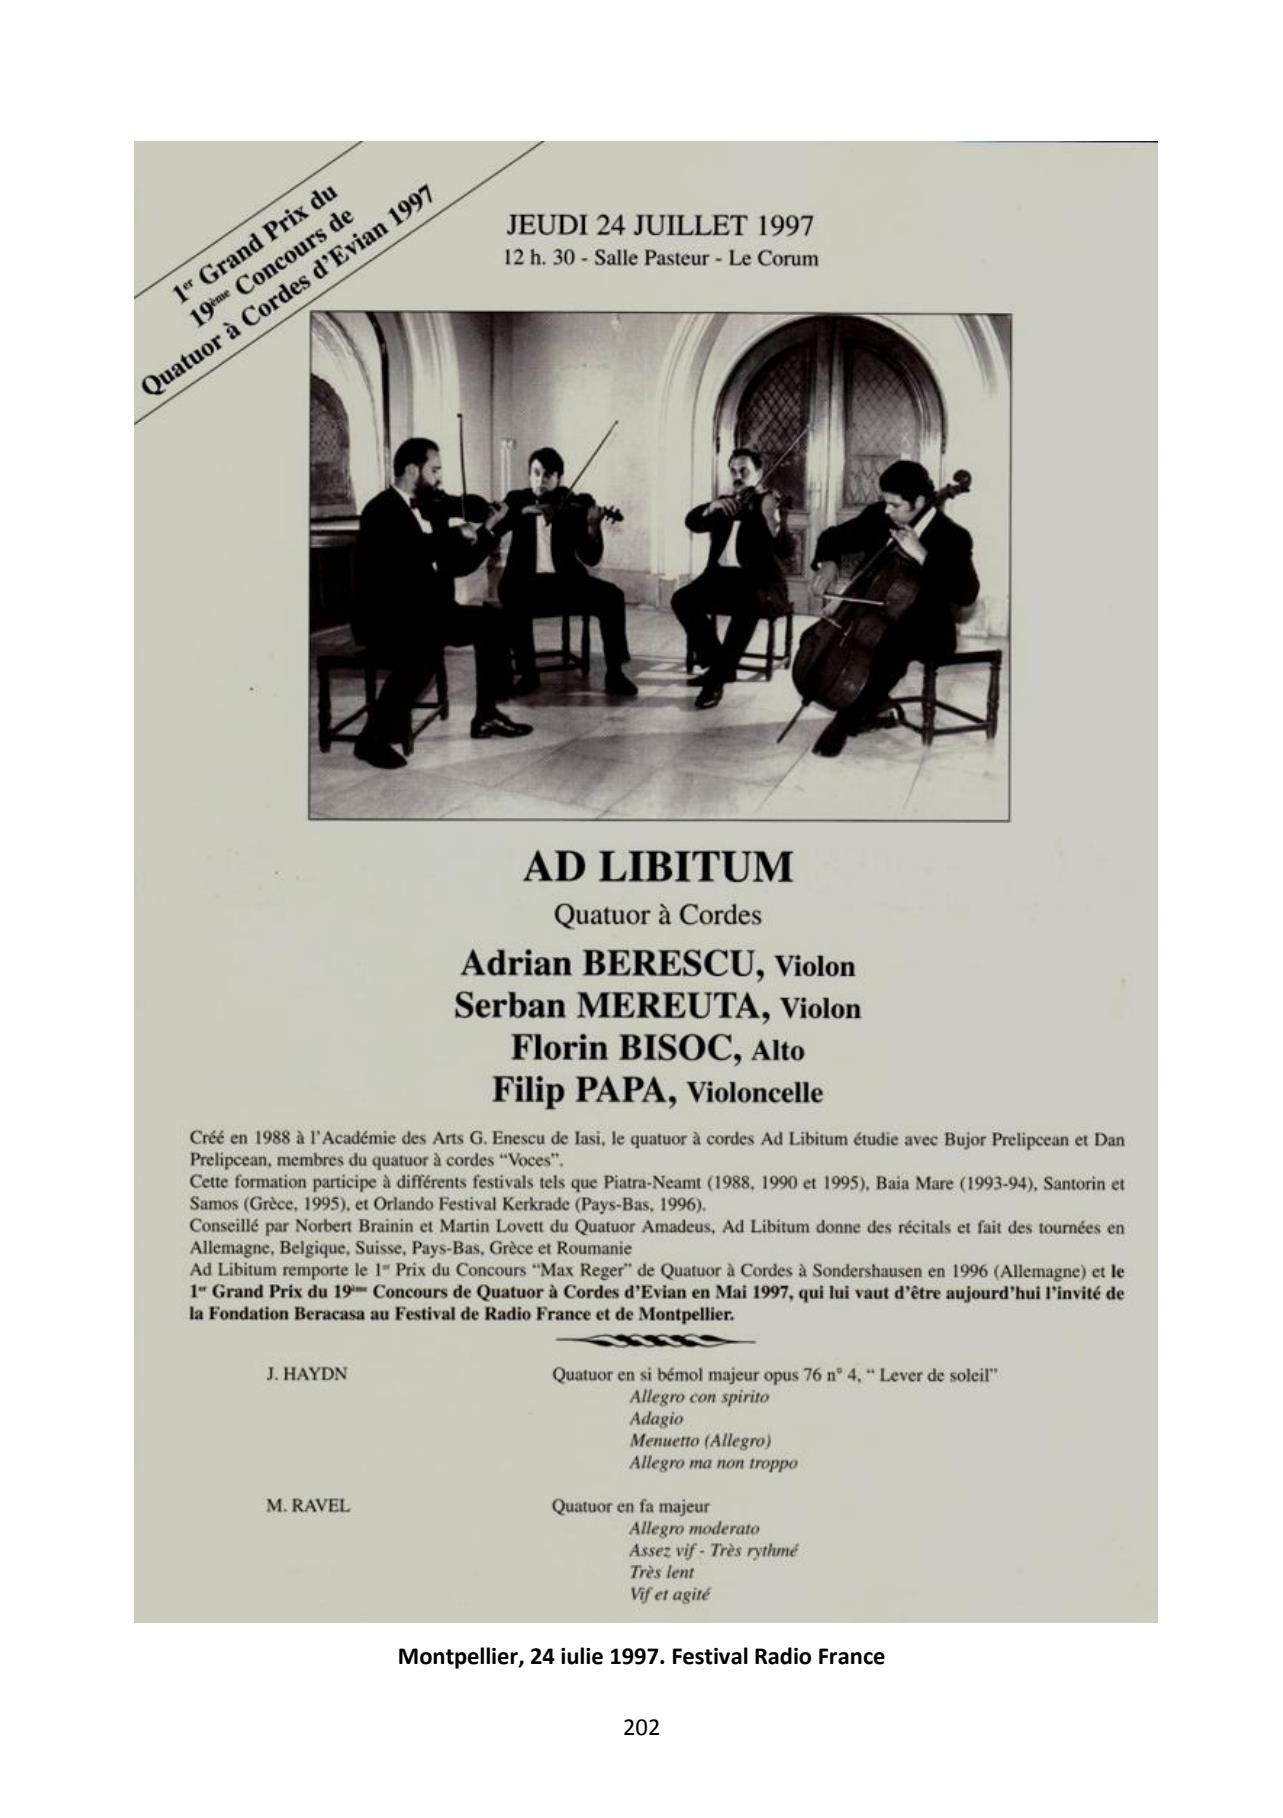 1er Grand Prix du
19ème Concours de
Quatuor à Cordes d'Evian 1997
JEUDI 24 JUILLET 1997
12 h. 30 - Salle Pasteur - Le Corum
AD LIBITUM
Quatuor à Cordes
Adrian BERESCU, Violon
Serban MEREUTA, Violon
Florin BISOC, Alto
Filip PAPA, Violoncelle
Créé en 1988 à l'Académie des Arts G. Enescu de Iasi, le quatuor à cordes Ad Libitum étudie avec Bujor Prelipcean et Dan
Prelipcean, membres du quatuor à cordes "Voces".
Cette formation participe à différents festivals tels que Piatra-Neamt (1988, 1990 et 1995), Baia Mare (1993-94), Santorin et
Samos (Grèce, 1995), et Orlando Festival Kerkrade (Pays-Bas, 1996).
Conseillé par Norbert Brainin et Martin Lovett du Quatuor Amadeus, Ad Libitum donne des récitals et fait des tournées en
Allemagne, Belgique, Suisse, Pays-Bas, Grèce et Roumanie
Ad Libitum remporte le 1er Prix du Concours "Max Reger" de Quatuor à Cordes à Sondershausen en 1996 (Allemagne) et le
1er Grand Prix du 19ème Concours de Quatuor à Cordes d'Evian en Mai 1997, qui lui vaut d'être aujourd'hui l'invité de
la Fondation Beracasa au Festival de Radio France et de Montpellier.
J. HAYDN Quatuor en si bémol majeur opus 76 n° 4, " Lever de soleil"
Allegro con spirito
Adagio
Menuetto (Allegro)
Allegro ma non troppo
M. RAVEL Quatuor en fa majeur
Allegro moderato
Assez vif - Très rythmé
Très lent
Vif et agité
Montpellier, 24 iulie 1997. Festival Radio France
202